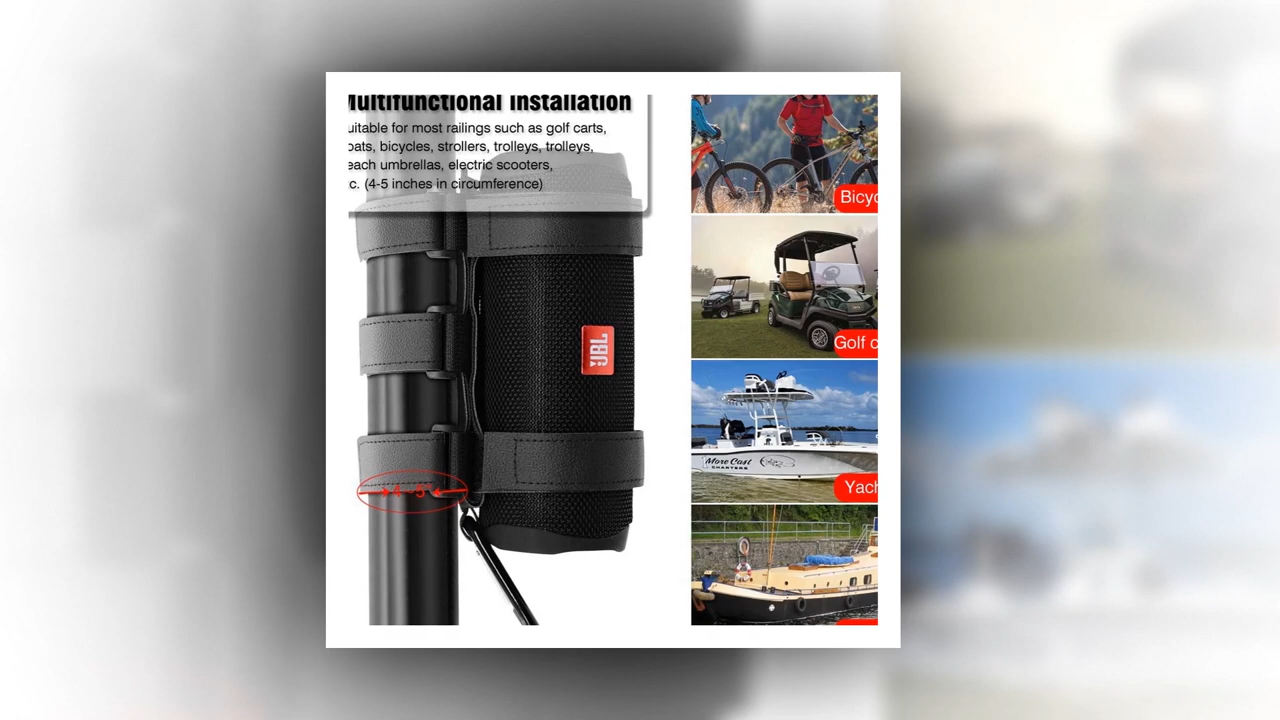 Multifunctional Installation
uitable for most railings such as golf carts,
oats, bicycles, strollers, trolleys, trolleys,
each umbrellas, electric scooters,
c. (4-5 inches in circumference)
JBL
4"-5"
Bicyc
Golf c
More Cast
CHARTERS
Yach